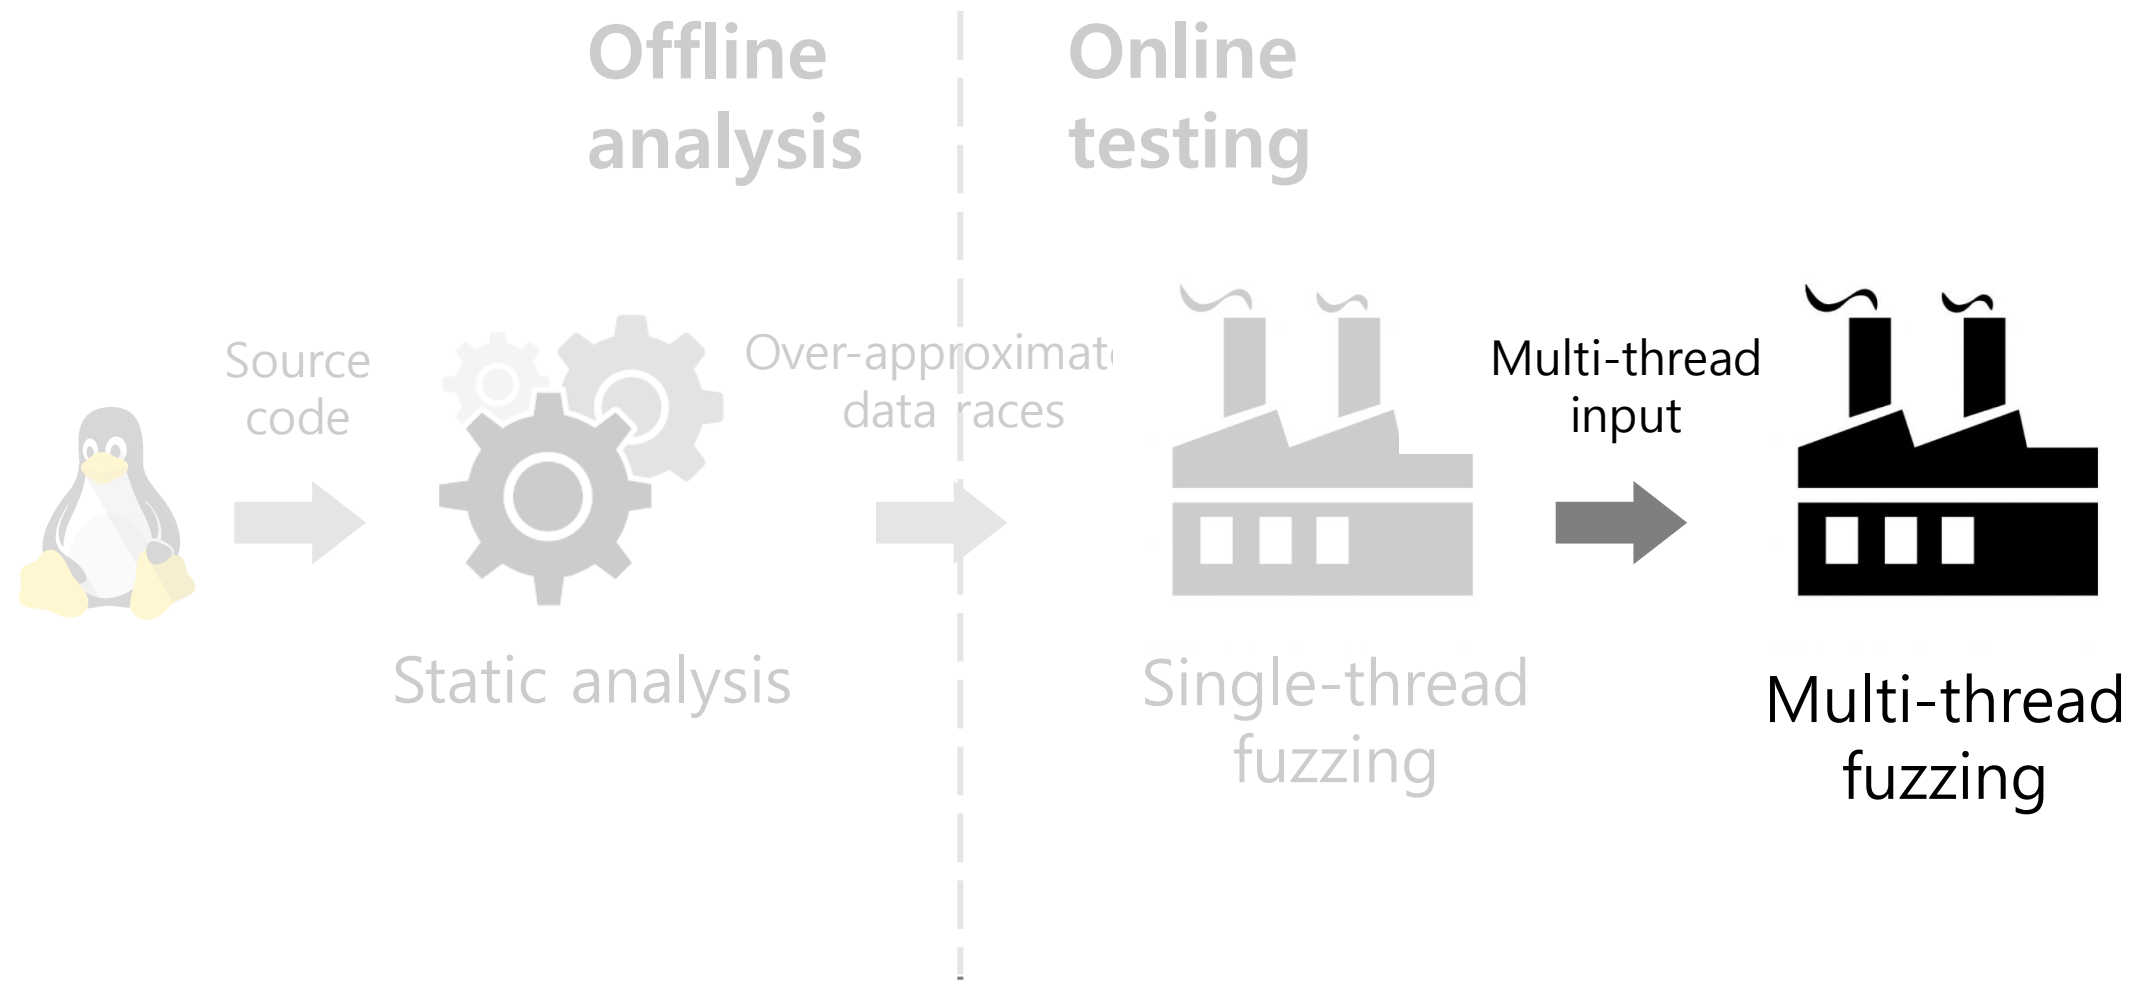 Offline
analysis
Online
testing
Source
code
Over-approximat
data races
Multi-thread
input
Static analysis
Single-thread
fuzzing
Multi-thread
fuzzing